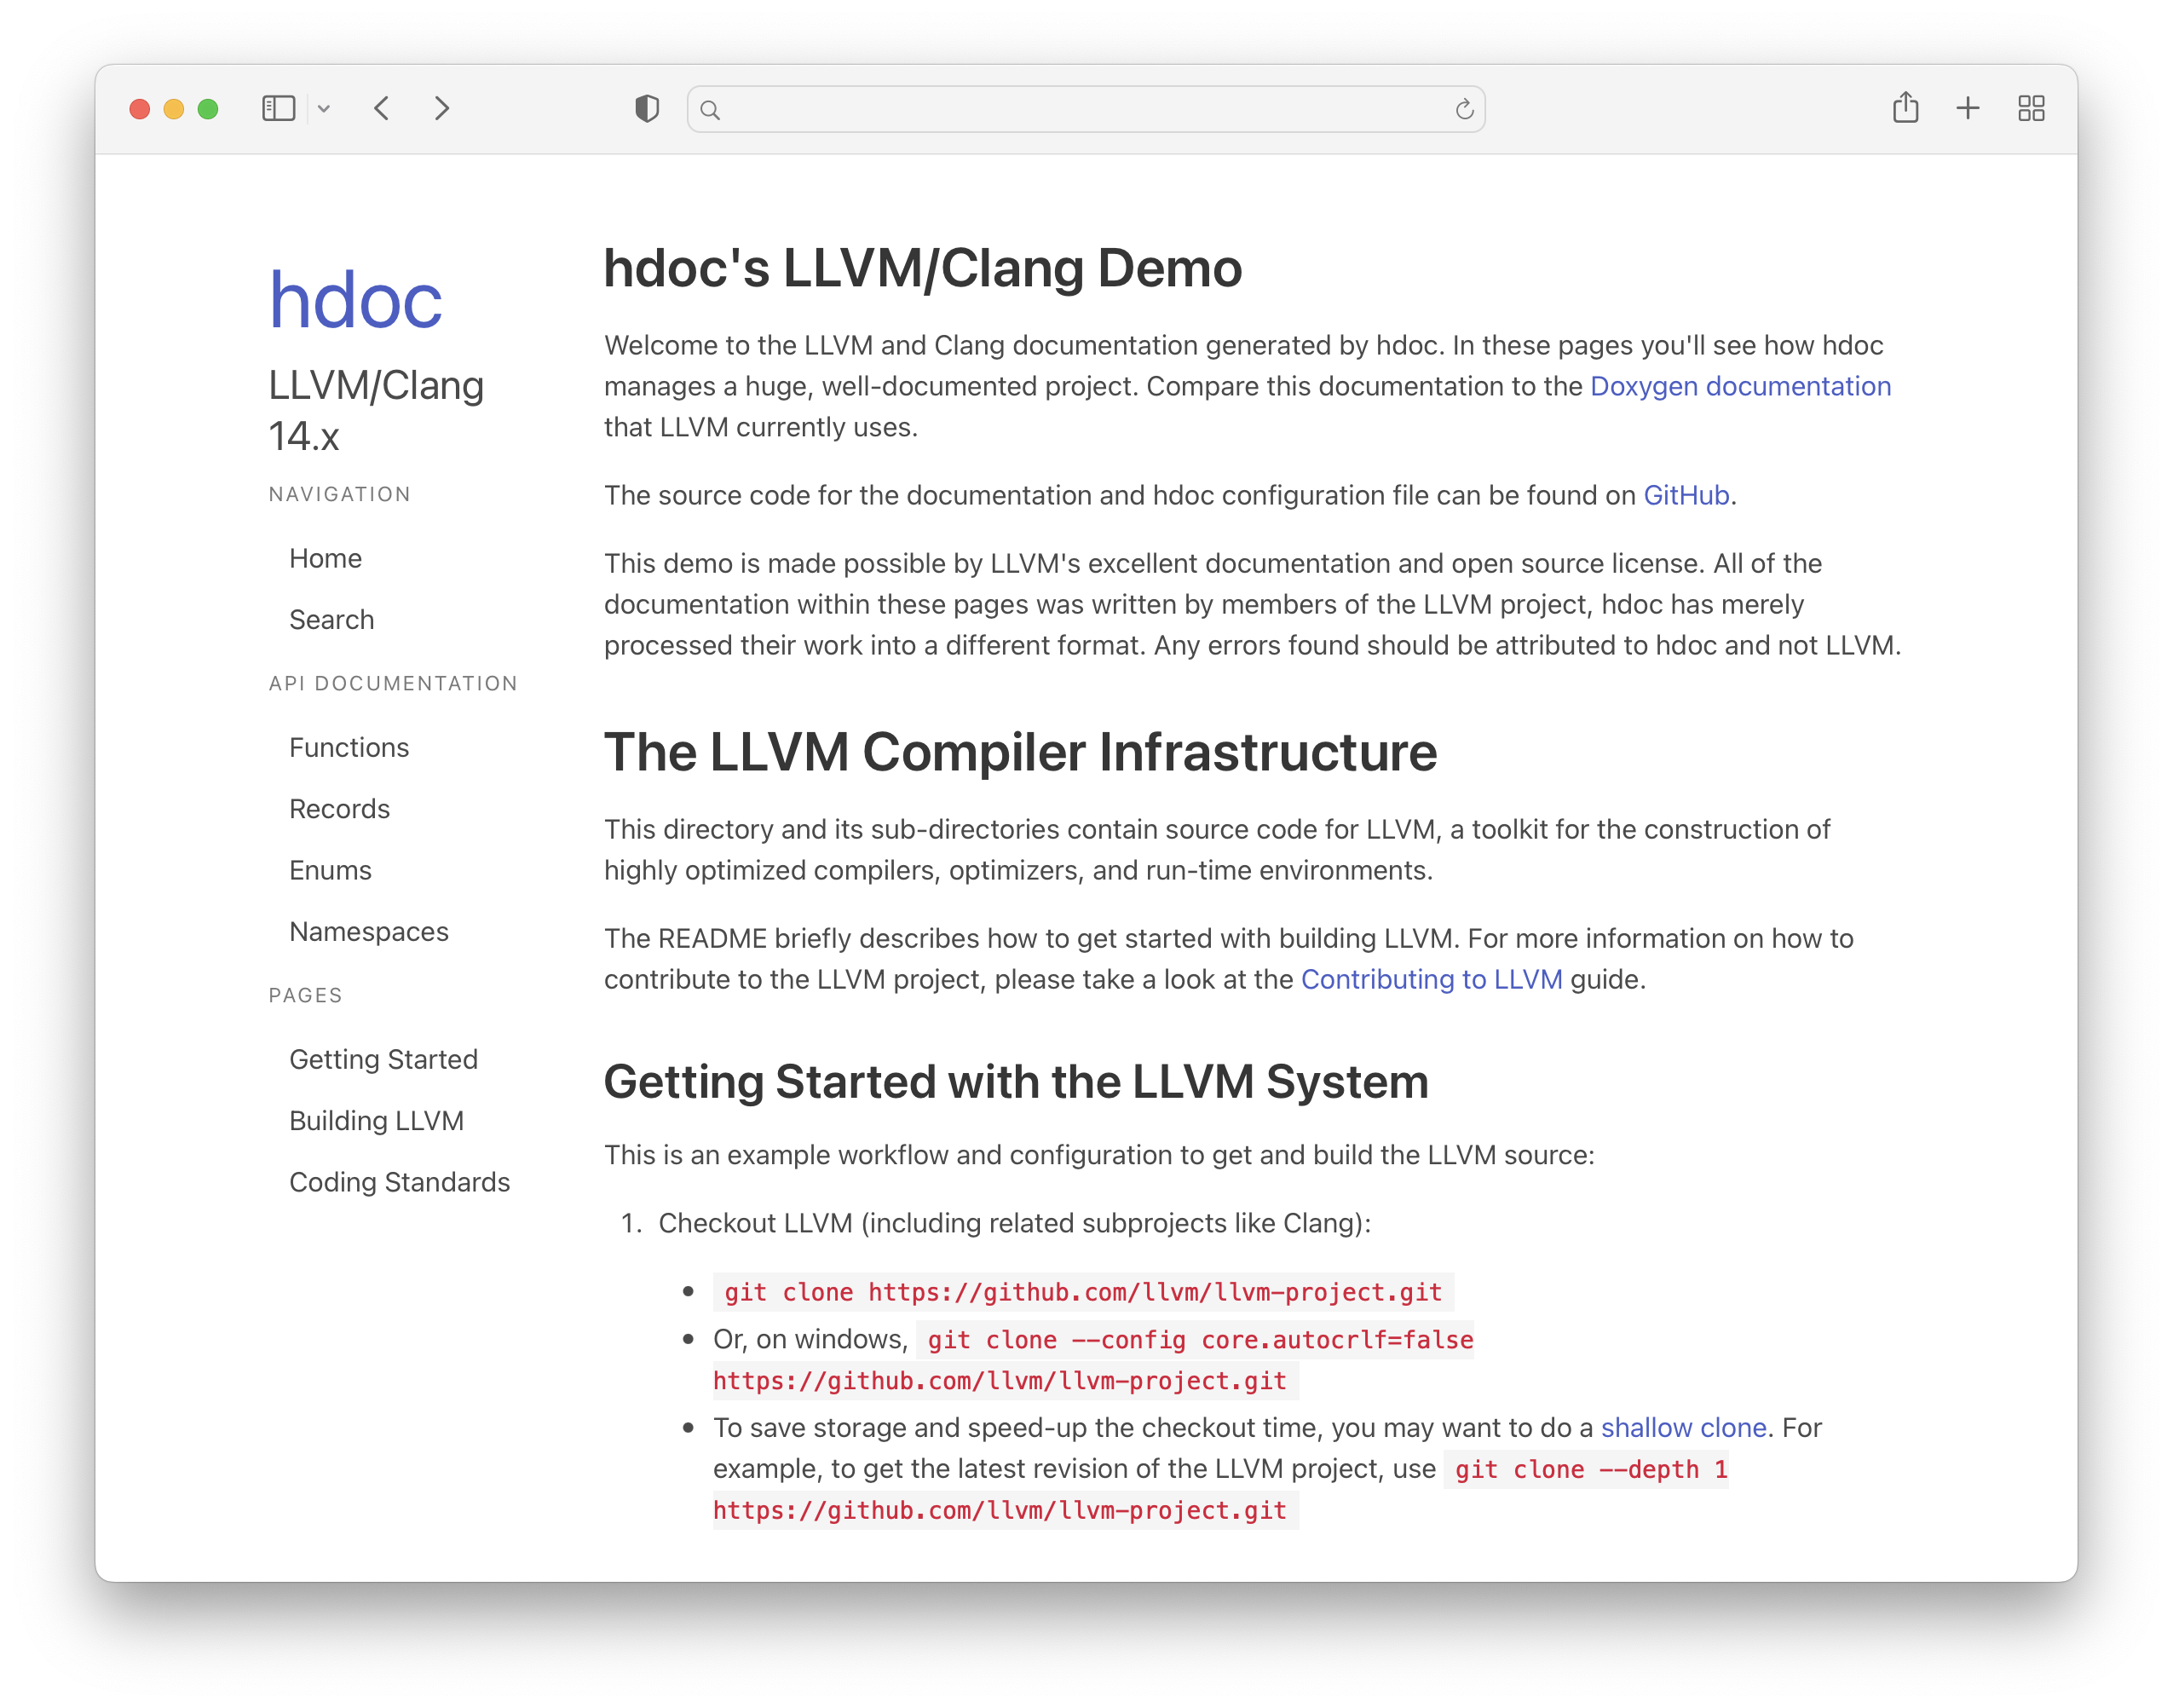 hdoc
LLVM/Clang
14.x
NAVIGATION
Home
Search
API DOCUMENTATION
Functions
Records
Enums
Namespaces
PAGES
Getting Started
Building LLVM
Coding Standards
hdoc's LLVM/Clang Demo
Welcome to the LLVM and Clang documentation generated by hdoc. In these pages you'll see how hdoc
manages a huge, well-documented project. Compare this documentation to the Doxygen documentation
that LLVM currently uses.
The source code for the documentation and hdoc configuration file can be found on GitHub.
This demo is made possible by LLVM's excellent documentation and open source license. All of the
documentation within these pages was written by members of the LLVM project, hdoc has merely
processed their work into a different format. Any errors found should be attributed to hdoc and not LLVM.
The LLVM Compiler Infrastructure
This directory and its sub-directories contain source code for LLVM, a toolkit for the construction of
highly optimized compilers, optimizers, and run-time environments.
The README briefly describes how to get started with building LLVM. For more information on how to
contribute to the LLVM project, please take a look at the Contributing to LLVM guide.
Getting Started with the LLVM System
This is an example workflow and configuration to get and build the LLVM source:
1. Checkout LLVM (including related subprojects like Clang):
• git clone https://github.com/llvm/llvm-project.git
• Or, on windows, git clone --config core.autocrlf=false
https://github.com/llvm/llvm-project.git
• To save storage and speed-up the checkout time, you may want to do a shallow clone. For
example, to get the latest revision of the LLVM project, use git clone --depth 1
https://github.com/llvm/llvm-project.git